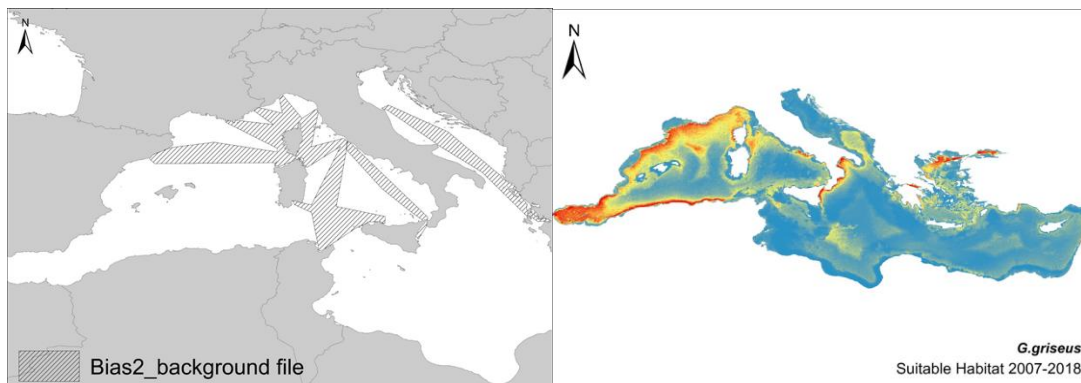 N
Bias2_background file
N
G.griseus
Suitable Habitat 2007-2018